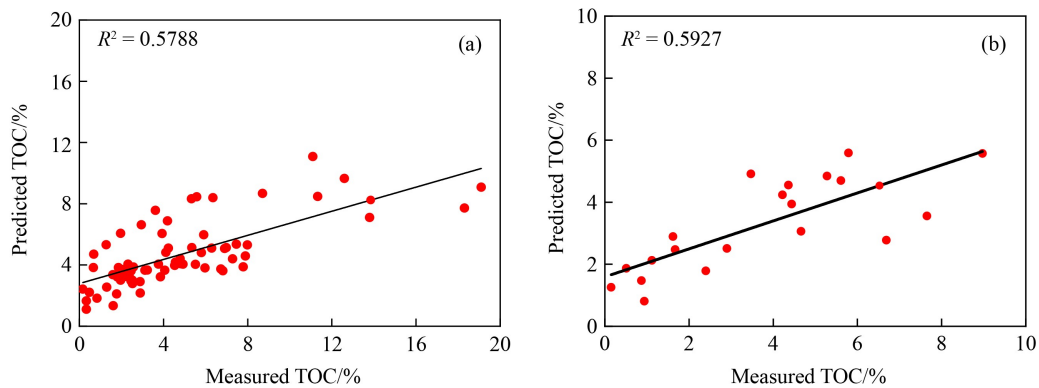 20
R² = 0.5788
(a)
16
12
8
4
0
0 4 8 12 16 20
Predicted TOC/%
Measured TOC/%
10
R² = 0.5927
(b)
8
6
4
2
0
0 2 4 6 8 10
Predicted TOC/%
Measured TOC/%